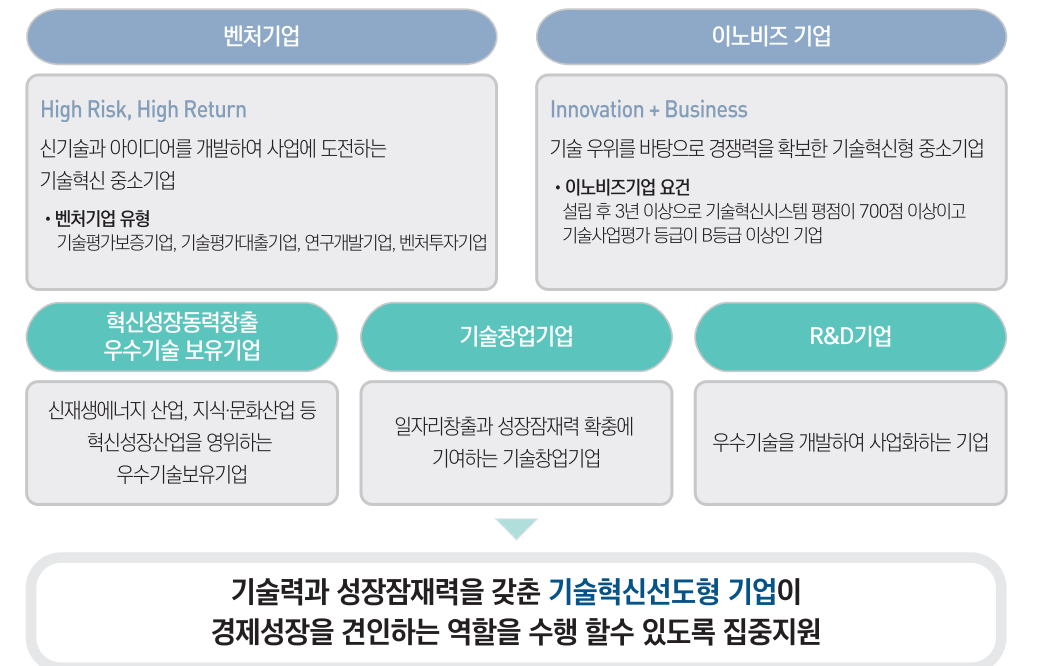 벤처기업
High Risk, High Return
신기술과 아이디어를 개발하여 사업에 도전하는
기술혁신 중소기업
• 벤처기업 유형
기술평가보증기업, 기술평가대출기업, 연구개발기업, 벤처투자기업
이노비즈 기업
Innovation + Business
기술 우위를 바탕으로 경쟁력을 확보한 기술혁신형 중소기업
• 이노비즈기업 요건
설립 후 3년 이상으로 기술혁신시스템 평점이 700점 이상이고
기술사업평가 등급이 B등급 이상인 기업
혁신성장동력창출
우수기술 보유기업
신재생에너지 산업, 지식·문화산업 등
혁신성장산업을 영위하는
우수기술보유기업
기술창업기업
일자리창출과 성장잠재력 확충에
기여하는 기술창업기업
R&D기업
우수기술을 개발하여 사업화하는 기업
기술력과 성장잠재력을 갖춘 기술혁신선도형 기업이
경제성장을 견인하는 역할을 수행 할수 있도록 집중지원